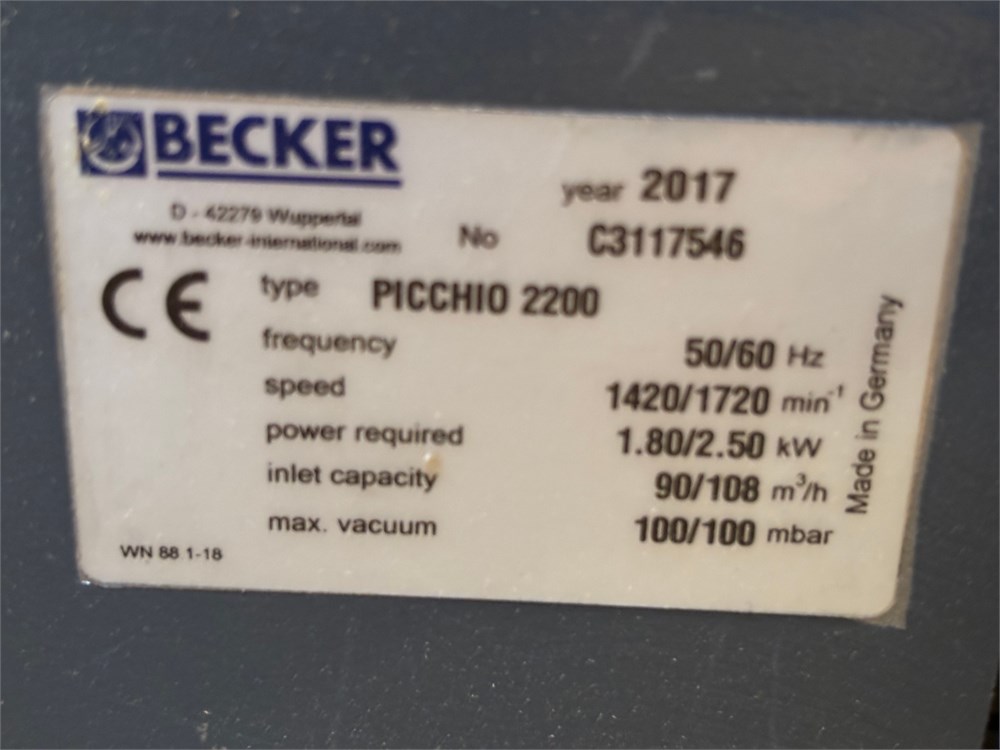 BECKER
D - 42279 Wuppertal
www.becker-international.com
year 2017
No C3117546
CE
type PICCHIO 2200
frequency 50/60 Hz
speed 1420/1720 min⁻¹
power required 1.80/2.50 kW
inlet capacity 90/108 m³/h
max. vacuum 100/100 mbar
WN 88 1-18
Made in Germany